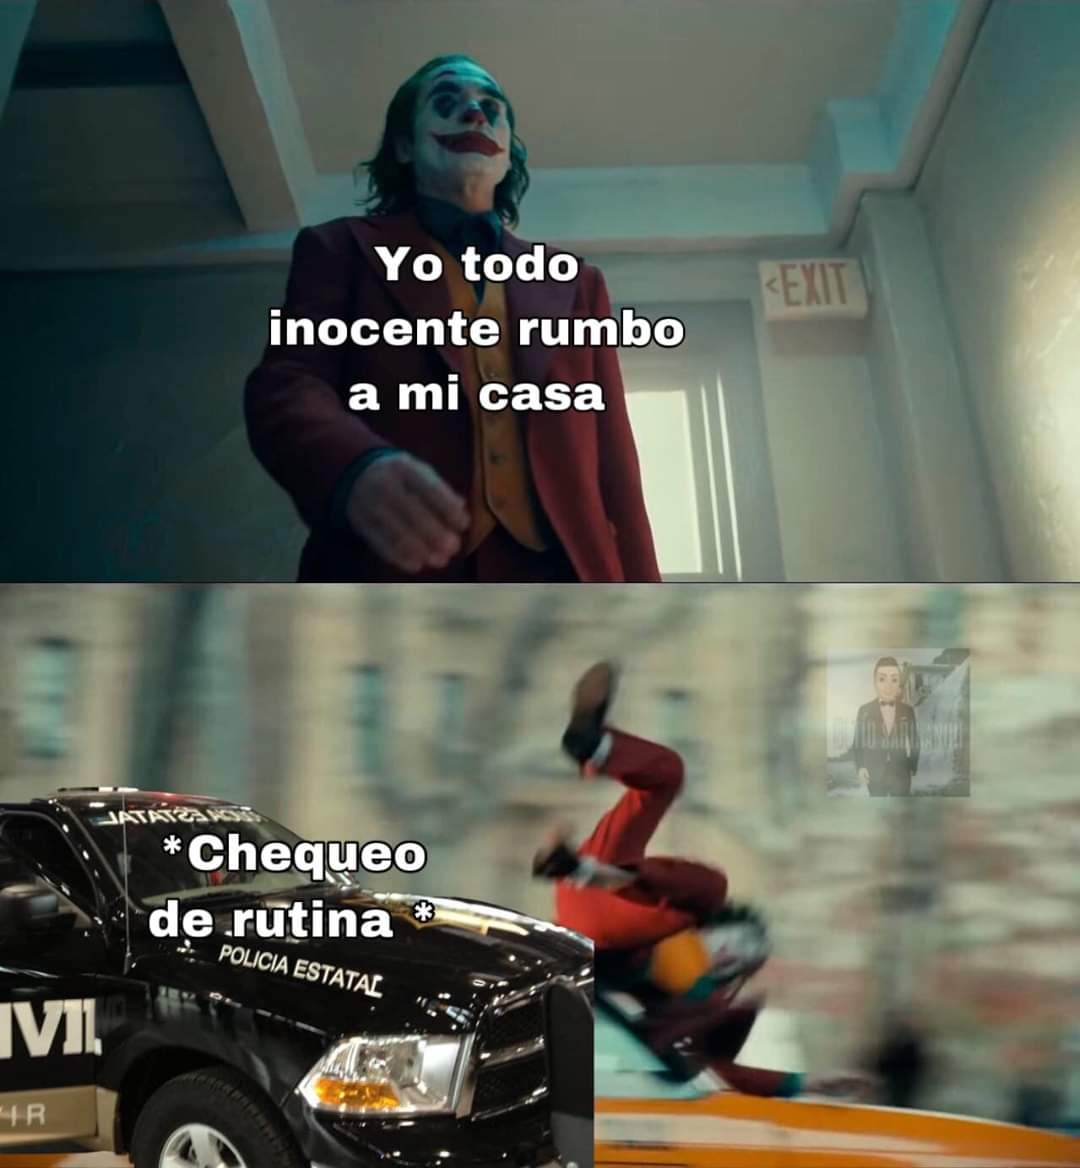 Yo todo
inocente rumbo
a mi casa
<EXIT
*Chequeo
de rutina *
POLICIA ESTATAL